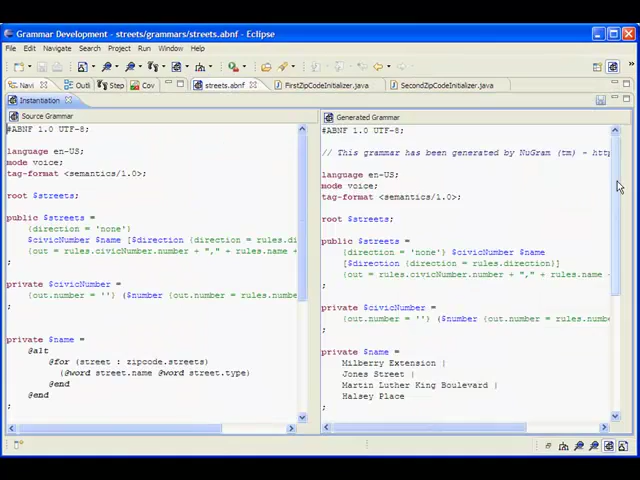 Grammar Development - streets/grammars/streets.abnf - Eclipse
File Edit Navigate Search Project Run Window Help
Navi Outli Step Cov streets.abnf FirstZipCodeInitializer.java SecondZipCodeInitializer.java
Instantiation
Source Grammar
#ABNF 1.0 UTF-8;
language en-US;
mode voice;
tag-format <semantics/1.0>;
root $streets;
public $streets =
{direction = 'none'}
$civicNumber $name [$direction {direction = rules.di
{out = rules.civicNumber.number + "," + rules.na
;
private $civicNumber =
{out.number = ''} ($number {out.number = rules.numbe
private $name =
@alt
@for (street : zipcode.streets)
(@word street.name @word street.type)
@end
@end
;
Generated Grammar
#ABNF 1.0 UTF-8;
// This grammar has been generated by NuGram (tm) - http
language en-US;
mode voice;
tag-format <semantics/1.0>;
root $streets;
public $streets =
{direction = 'none'} $civicNumber $name
[$direction {direction = rules.direction}]
{out = rules.civicNumber.number + "," + rules.name +
;
private $civicNumber =
{out.number = ''} ($number {out.number = rules.numbe
private $name =
Milberry Extension |
Jones Street |
Martin Luther King Boulevard |
Halsey Place
;